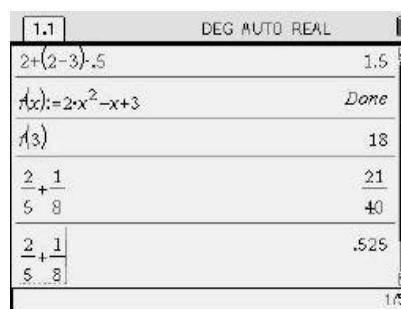 1.1 DEG AUTO REAL
2+(2-3)·.5 1.5
f(x):=2·x²-x+3 Done
f(3) 18
2/5+1/8 21/40
2/5+1/8 .525